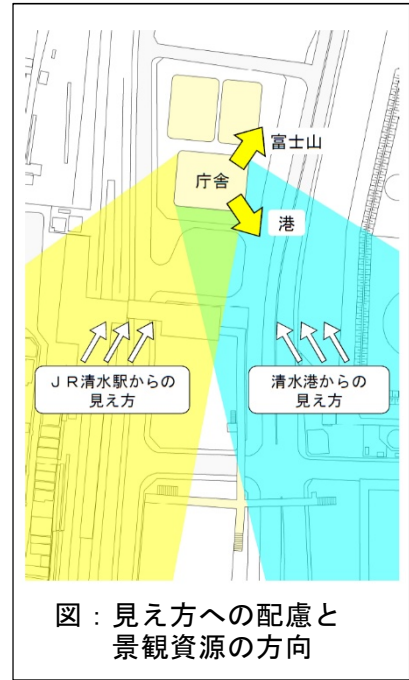 富士山
庁舎
港
ＪＲ清水駅からの
見え方
清水港からの
見え方
図：見え方への配慮と
景観資源の方向